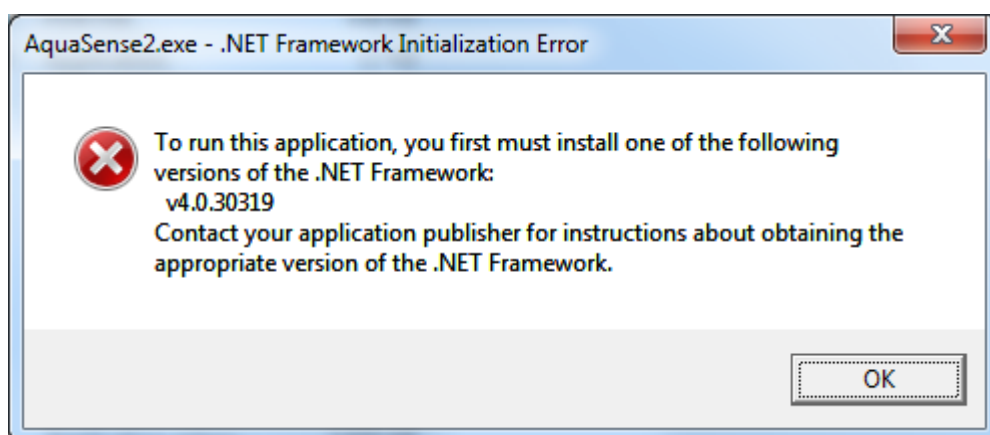 AquaSense2.exe - .NET Framework Initialization Error
To run this application, you first must install one of the following
versions of the .NET Framework:
v4.0.30319
Contact your application publisher for instructions about obtaining the
appropriate version of the .NET Framework.
OK